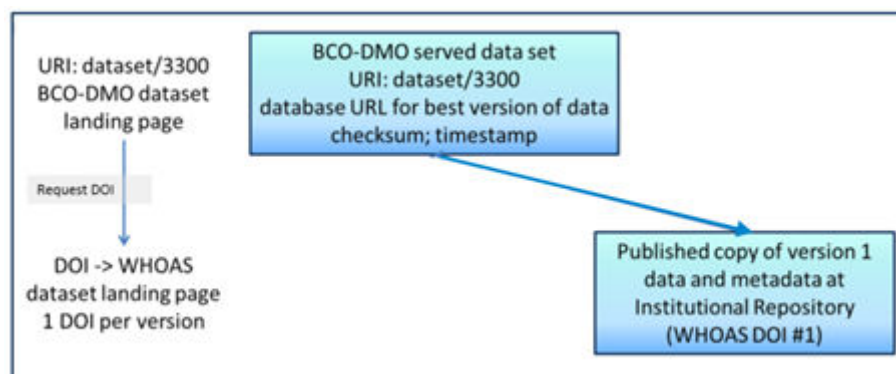 URI: dataset/3300
BCO-DMO dataset
landing page
Request DOI
DOI -> WHOAS
dataset landing page
1 DOI per version
BCO-DMO served data set
URI: dataset/3300
database URL for best version of data
checksum; timestamp
Published copy of version 1
data and metadata at
Institutional Repository
(WHOAS DOI #1)